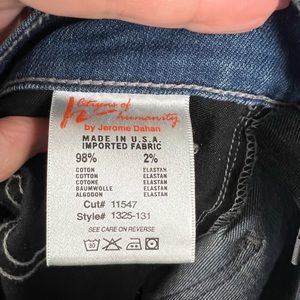 Citizens of
humanity
by Jerome Dahan
MADE IN U.S.A
IMPORTED FABRIC
98% 2%
COTON ELASTAN
COTTON ELASTAN
COTONE ELASTAN
BAUMWOLLE ELASTAN
ALGODON ELASTAN
Cut# 11547
Style# 1325-131
SEE CARE ON REVERSE
30